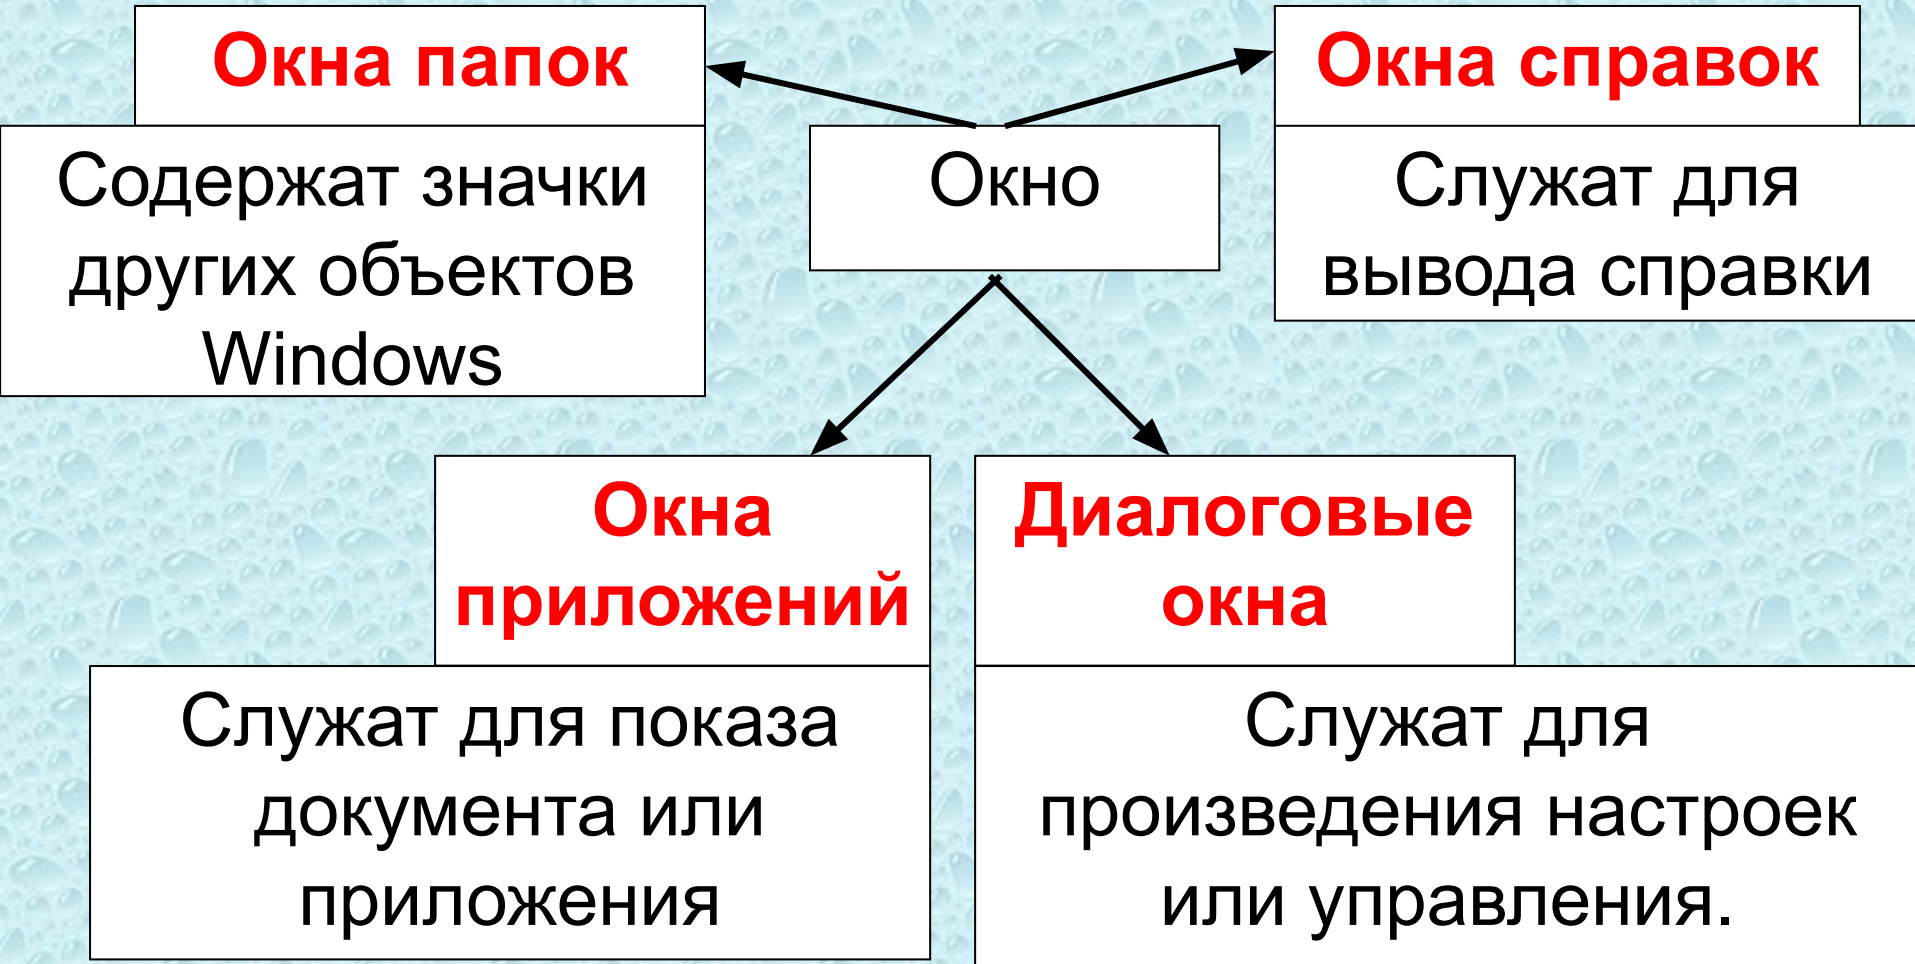 Окна папок
Содержат значки
других объектов
Windows
Окно
Окна справок
Служат для
вывода справки
Окна
приложений
Служат для показа
документа или
приложения
Диалоговые
окна
Служат для
произведения настроек
или управления.